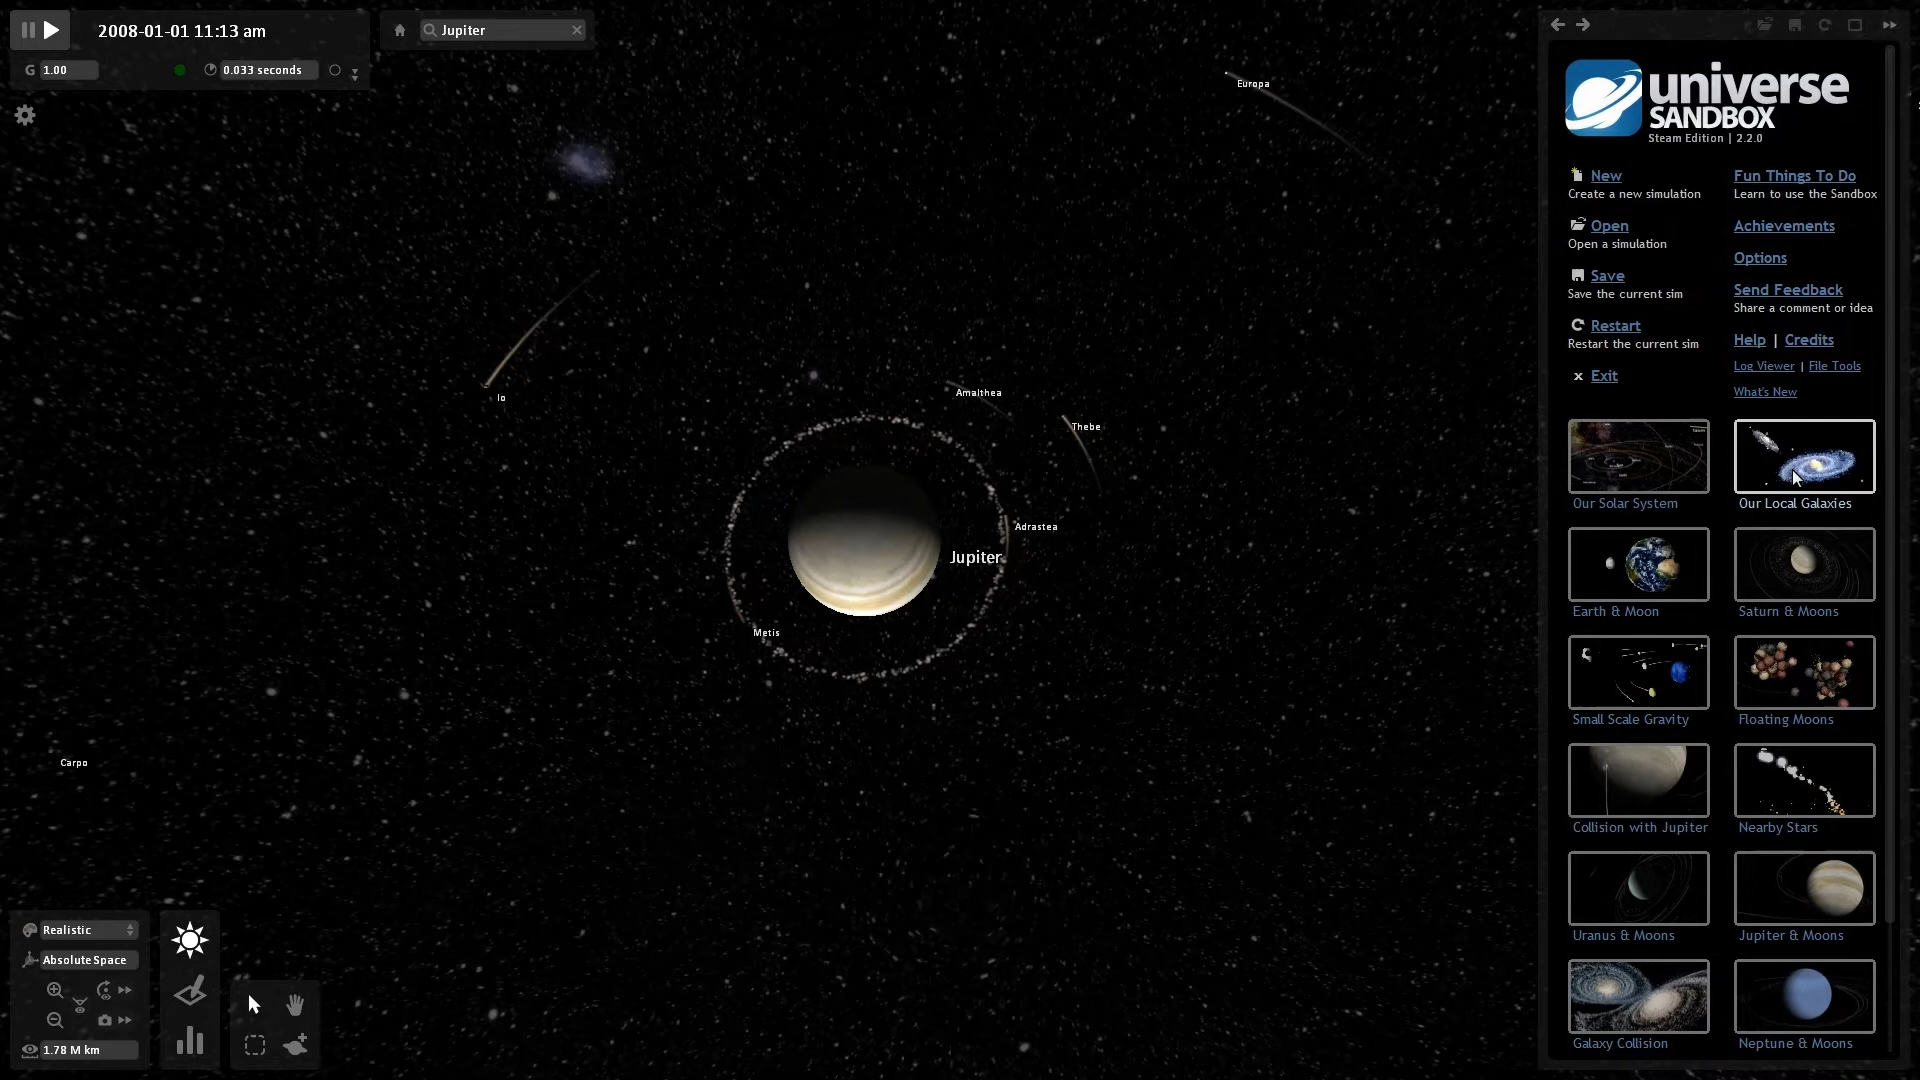 2008-01-01 11:13 am
G 1.00
0.033 seconds
Jupiter
Europa
Io
Amalthea
Thebe
Adrastea
Jupiter
Metis
Carpo
Realistic
Absolute Space
1.78 M km
universe
SANDBOX
Steam Edition | 2.2.0
New
Create a new simulation
Open
Open a simulation
Save
Save the current sim
Restart
Restart the current sim
x Exit
Fun Things To Do
Learn to use the Sandbox
Achievements
Options
Send Feedback
Share a comment or idea
Help | Credits
Log Viewer | File Tools
What's New
Our Solar System
Our Local Galaxies
Earth & Moon
Saturn & Moons
Small Scale Gravity
Floating Moons
Collision with Jupiter
Nearby Stars
Uranus & Moons
Jupiter & Moons
Galaxy Collision
Neptune & Moons